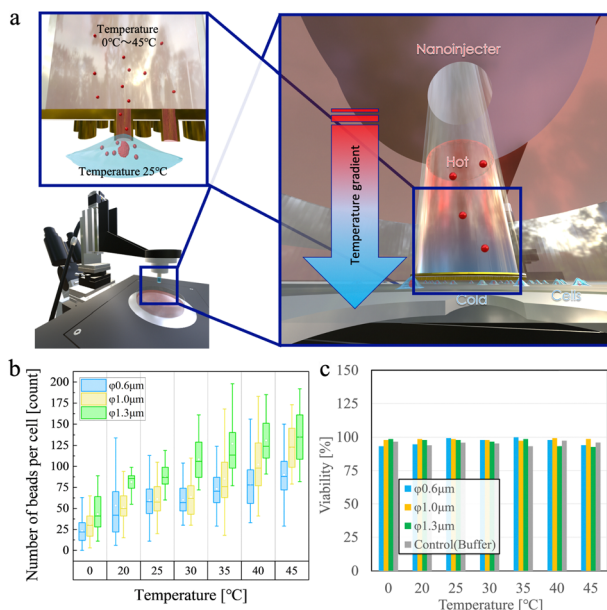 a
Temperature
0℃～45℃
Temperature 25℃
Nanoinjecter
Hot
Temperature gradient
Cold
Cells
b
Number of beads per cell [count]
200
175
150
125
100
75
50
25
0
φ0.6μm
φ1.0μm
φ1.3μm
0 20 25 30 35 40 45
Temperature [℃]
c
Viability [%]
150
125
100
75
50
25
0
φ0.6μm
φ1.0μm
φ1.3μm
Control(Buffer)
0 20 25 30 35 40 45
Temperature [℃]